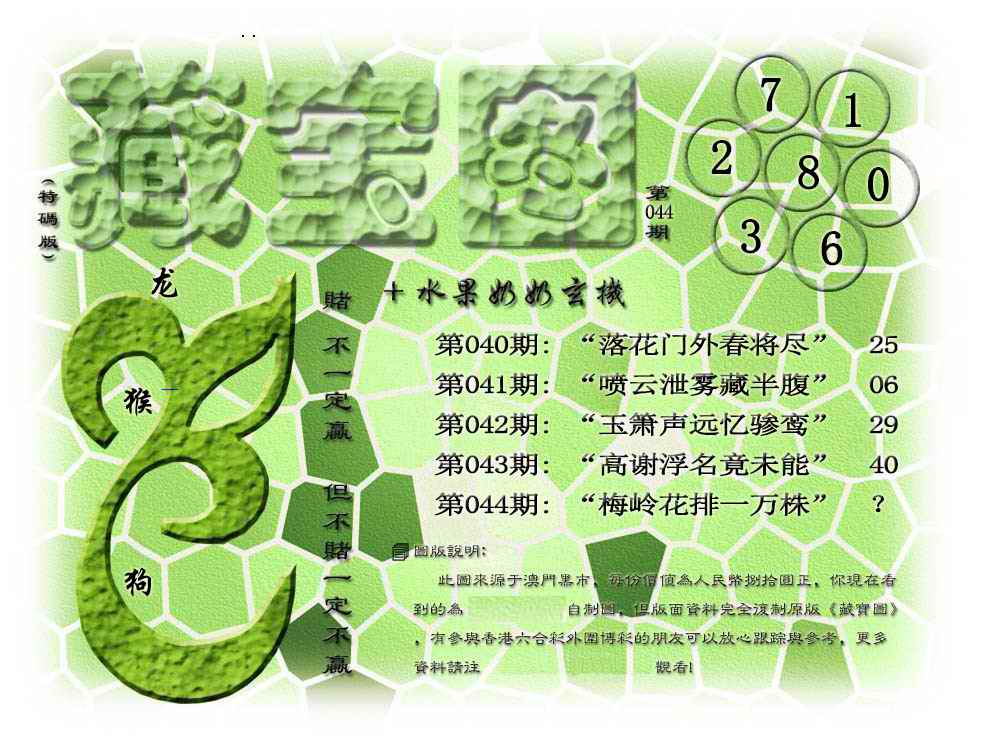 藏宝图
（特碼版）
第
044
期
7
1
2
8
0
3
6
龙
猴
狗
賭不一定赢
但不賭一定不赢
＋水果奶奶玄機
第040期：“落花门外春将尽” 25
第041期：“喷云泄雾藏半腹” 06
第042期：“玉箫声远忆骖鸾” 29
第043期：“高谢浮名竟未能” 40
第044期：“梅岭花排一万株” ？
圖版說明:
此圖來源于澳門黑市，每份價值為人民幣捌拾圓正，你現在看
到的為 自制圖，但版面資料完全復制原版《藏寶圖》
，有參與香港六合彩外圍博彩的朋友可以放心跟踪與參考，更多
資料請往 觀看!